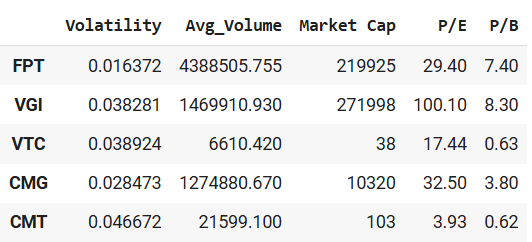 Volatility Avg_Volume Market Cap P/E P/B
FPT 0.016372 4388505.755 219925 29.40 7.40
VGI 0.038281 1469910.930 271998 100.10 8.30
VTC 0.038924 6610.420 38 17.44 0.63
CMG 0.028473 1274880.670 10320 32.50 3.80
CMT 0.046672 21599.100 103 3.93 0.62